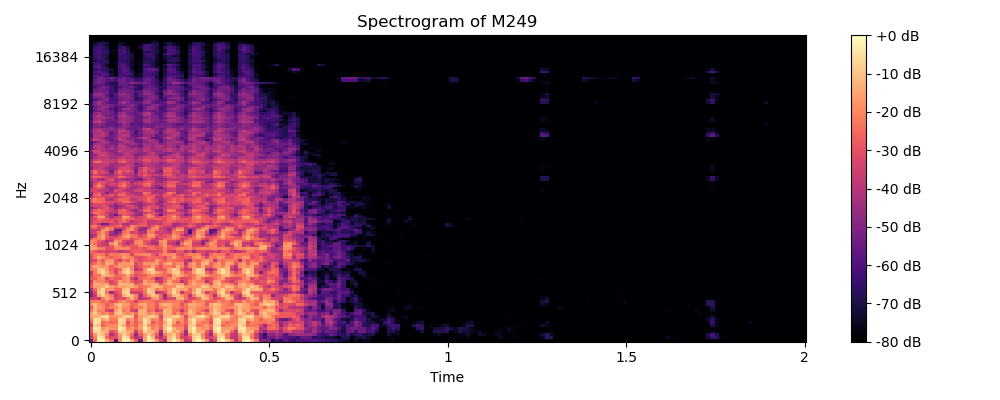 Spectrogram of M249
16384
8192
4096
2048
1024
512
0
Hz
0
0.5
1
1.5
2
Time
+0 dB
-10 dB
-20 dB
-30 dB
-40 dB
-50 dB
-60 dB
-70 dB
-80 dB